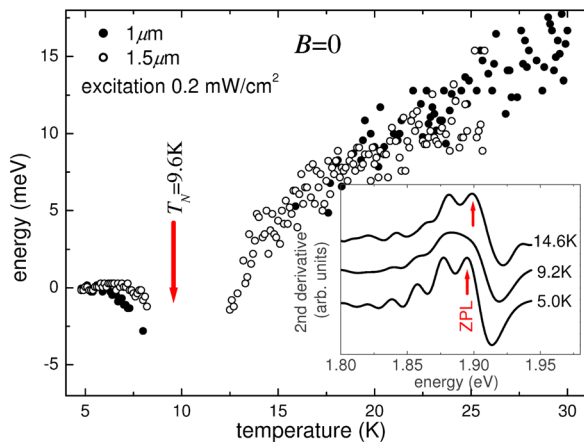 1μm
1.5μm
excitation 0.2 mW/cm²
B=0
T_N=9.6K
energy (meV)
15
10
5
0
-5
5
10
15
20
25
30
temperature (K)
2nd derivative
(arb. units)
14.6K
9.2K
5.0K
ZPL
1.80
1.85
1.90
1.95
energy (eV)